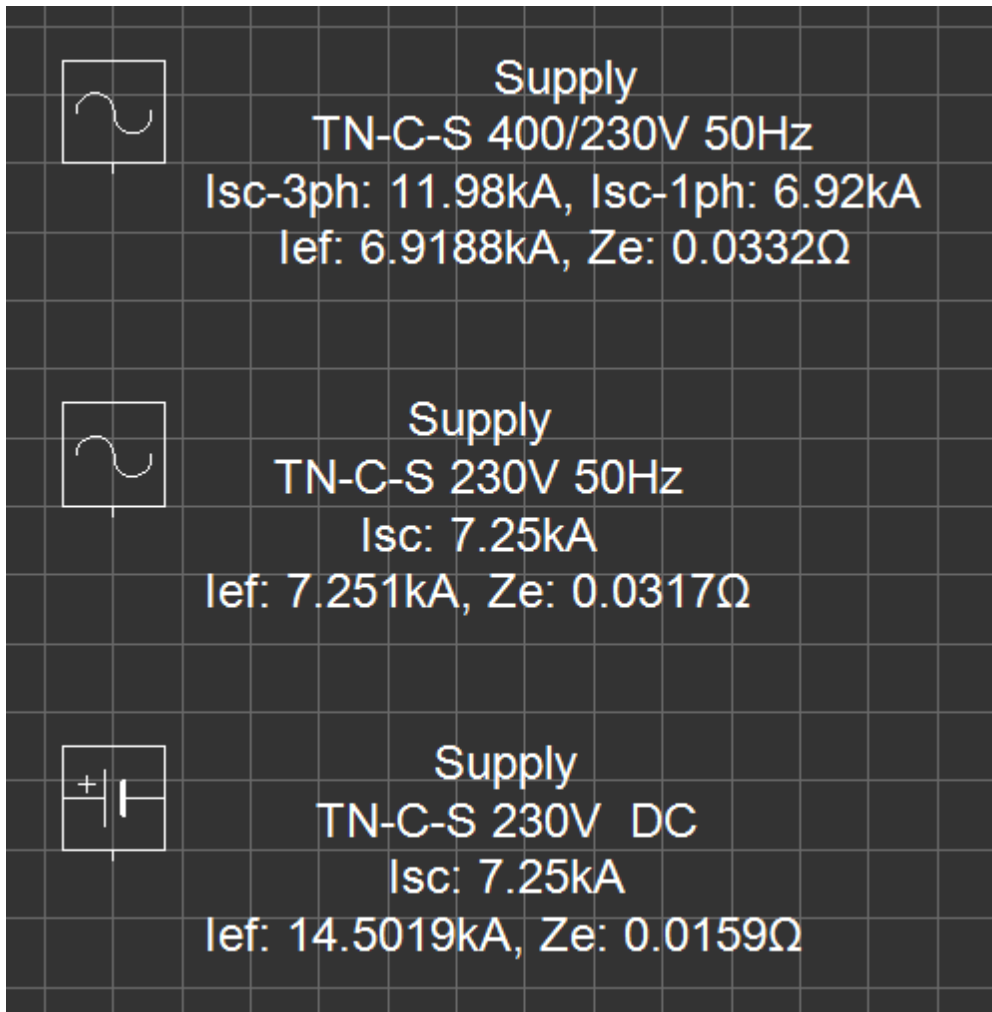 Supply
TN-C-S 400/230V 50Hz
Isc-3ph: 11.98kA, Isc-1ph: 6.92kA
Ief: 6.9188kA, Ze: 0.0332Ω
Supply
TN-C-S 230V 50Hz
Isc: 7.25kA
Ief: 7.251kA, Ze: 0.0317Ω
+
Supply
TN-C-S 230V  DC
Isc: 7.25kA
Ief: 14.5019kA, Ze: 0.0159Ω